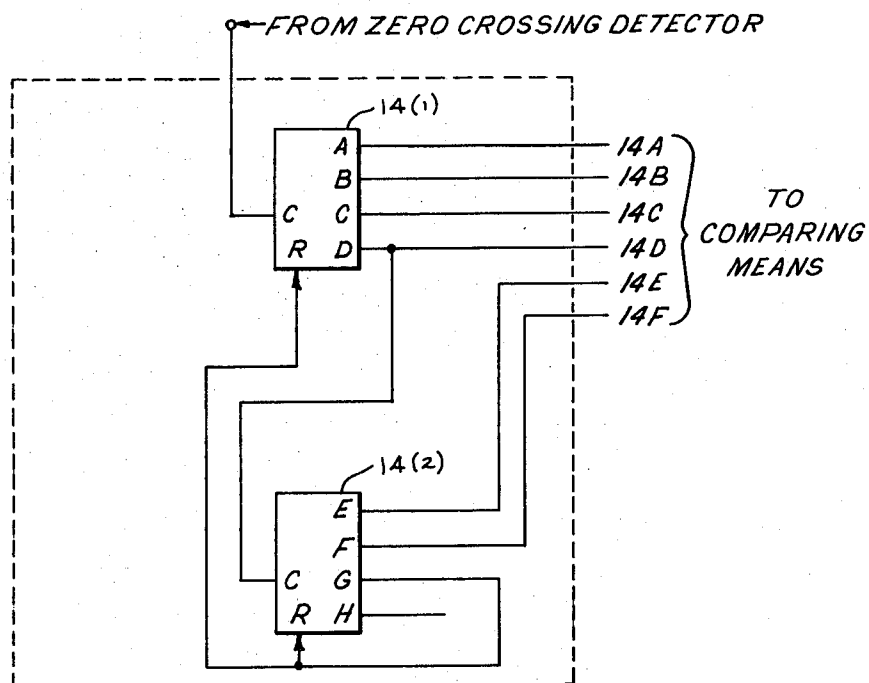 FROM ZERO CROSSING DETECTOR
14(1)
A
B
C C
R D
14A
14B
14C
14D
14E
14F
TO
COMPARING
MEANS
14(2)
E
F
C G
R H